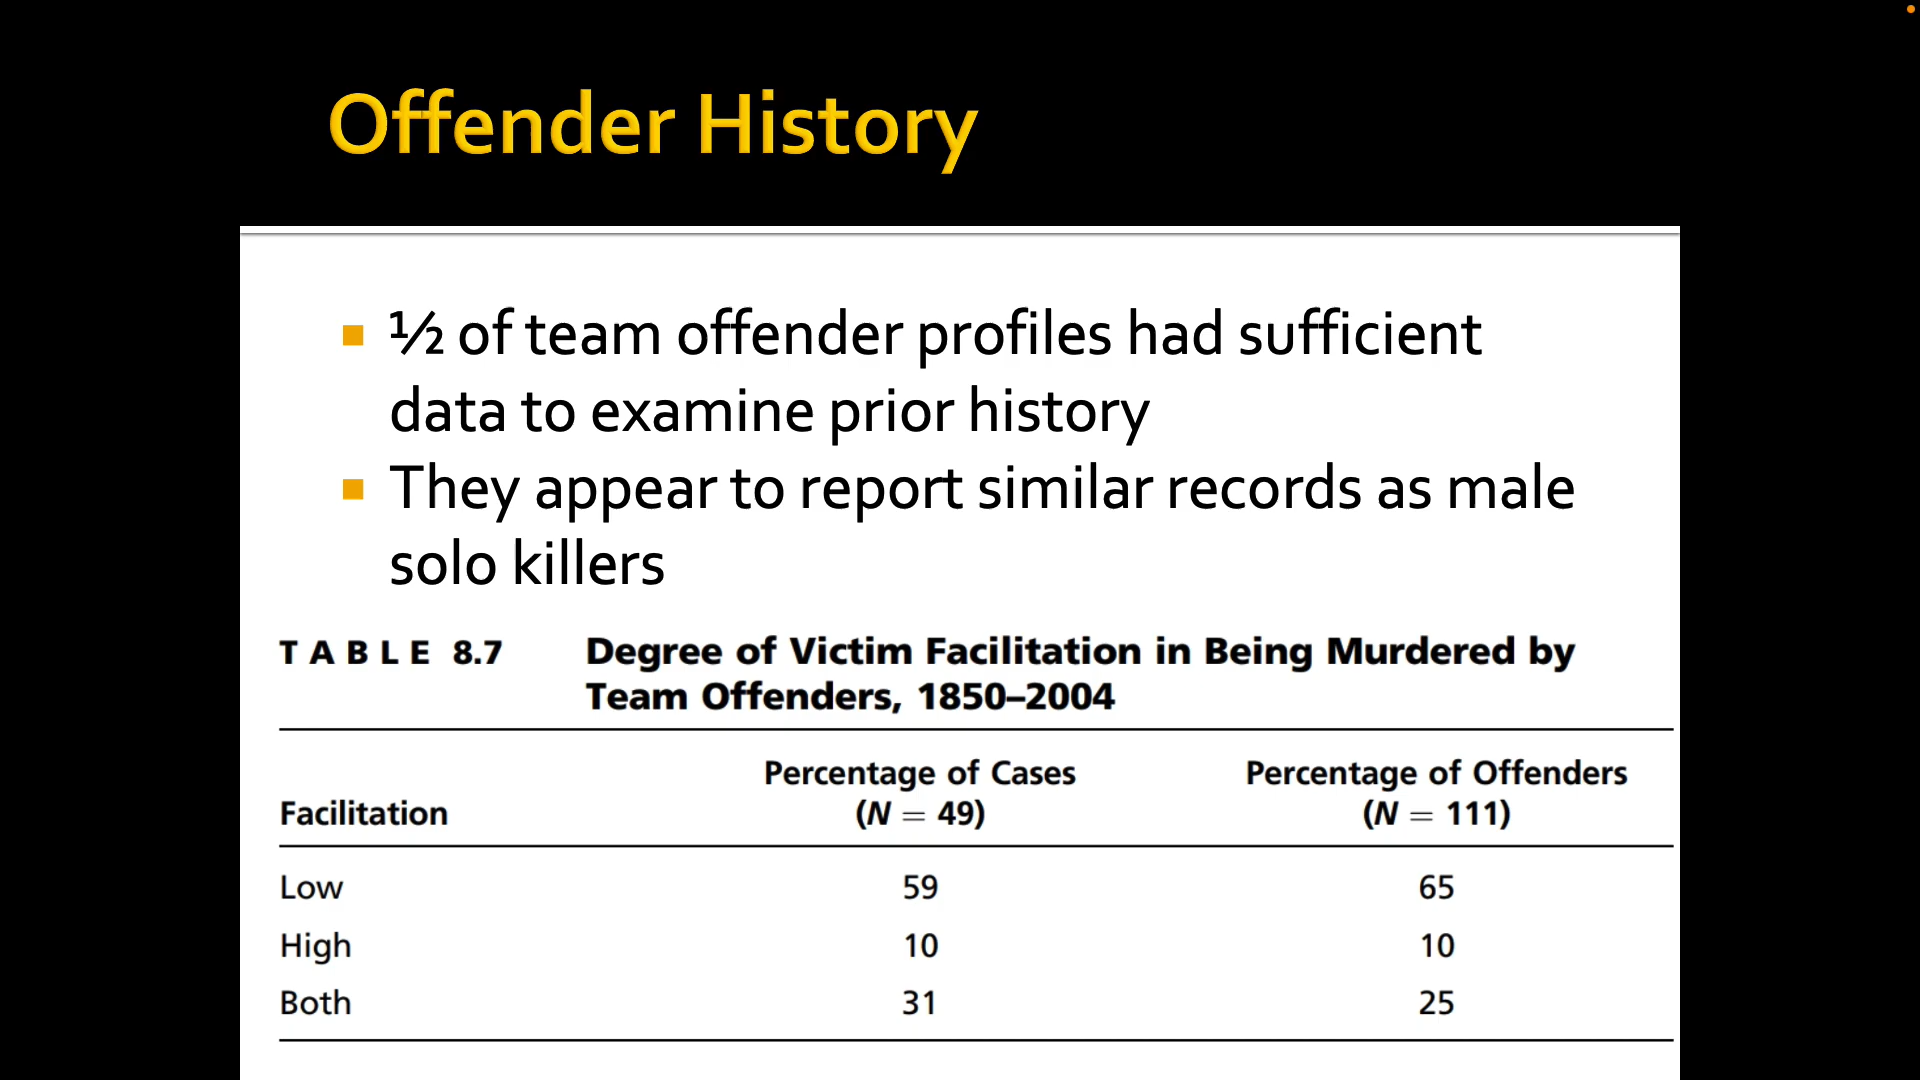 Offender History
½ of team offender profiles had sufficient
data to examine prior history
They appear to report similar records as male
solo killers
TABLE 8.7 Degree of Victim Facilitation in Being Murdered by
Team Offenders, 1850–2004
Percentage of Cases Percentage of Offenders
Facilitation (N = 49) (N = 111)
Low 59 65
High 10 10
Both 31 25